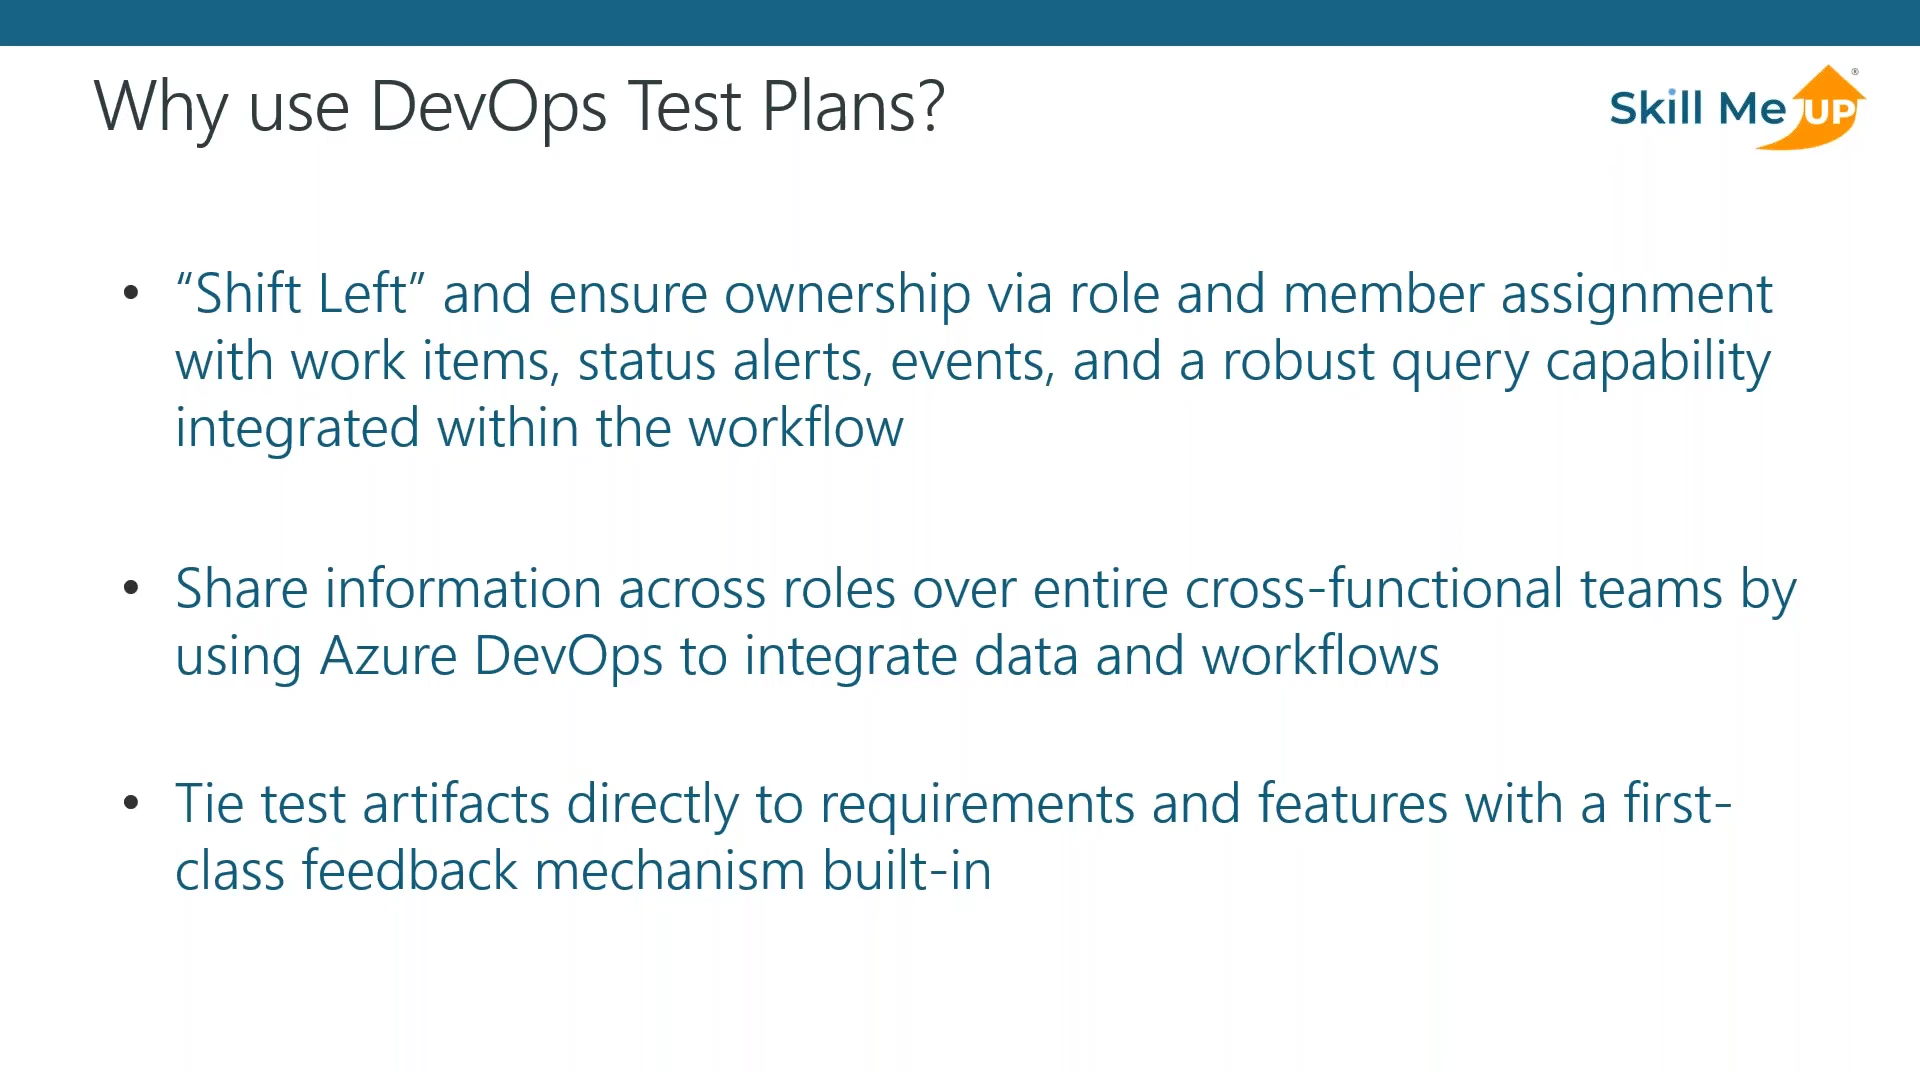 Why use DevOps Test Plans?
Skill Me UP®
• “Shift Left” and ensure ownership via role and member assignment
with work items, status alerts, events, and a robust query capability
integrated within the workflow
• Share information across roles over entire cross-functional teams by
using Azure DevOps to integrate data and workflows
• Tie test artifacts directly to requirements and features with a first-
class feedback mechanism built-in